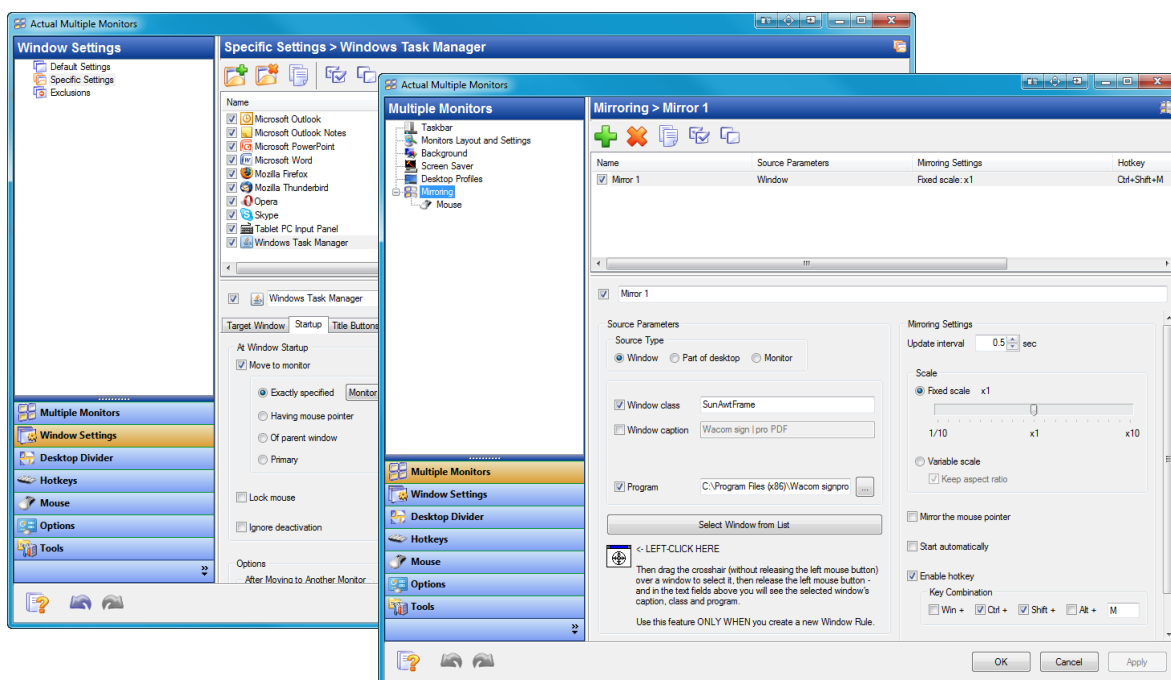 Actual Multiple Monitors
Window Settings
Default Settings
Specific Settings
Exclusions
Multiple Monitors
Window Settings
Desktop Divider
Hotkeys
Mouse
Options
Tools
Specific Settings > Windows Task Manager
Name
Microsoft Outlook
Microsoft Outlook Notes
Microsoft PowerPoint
Microsoft Word
Mozilla Firefox
Mozilla Thunderbird
Opera
Skype
Tablet PC Input Panel
Windows Task Manager
Windows Task Manager
Target Window Startup Title Buttons
At Window Startup
Move to monitor
Exactly specified Monitor
Having mouse pointer
Of parent window
Primary
Lock mouse
Ignore deactivation
Options
After Moving to Another Monitor
Actual Multiple Monitors
Multiple Monitors
Taskbar
Monitors Layout and Settings
Background
Screen Saver
Desktop Profiles
Mirroring
Mouse
Multiple Monitors
Window Settings
Desktop Divider
Hotkeys
Mouse
Options
Tools
Mirroring > Mirror 1
Name Source Parameters Mirroring Settings Hotkey
Mirror 1 Window Fixed scale: x1 Ctrl+Shift+M
Mirror 1
Source Parameters
Source Type
Window Part of desktop Monitor
Window class SunAwtFrame
Window caption Wacom sign | pro PDF
Program C:\Program Files (x86)\Wacom signpro ...
Select Window from List
<- LEFT-CLICK HERE
Then drag the crosshair (without releasing the left mouse button)
over a window to select it, then release the left mouse button -
and in the text fields above you will see the selected window's
caption, class and program.
Use this feature ONLY WHEN you create a new Window Rule.
Mirroring Settings
Update interval 0.5 sec
Scale
Fixed scale x1
1/10 x1 x10
Variable scale
Keep aspect ratio
Mirror the mouse pointer
Start automatically
Enable hotkey
Key Combination
Win + Ctrl + Shift + Alt + M
OK Cancel Apply